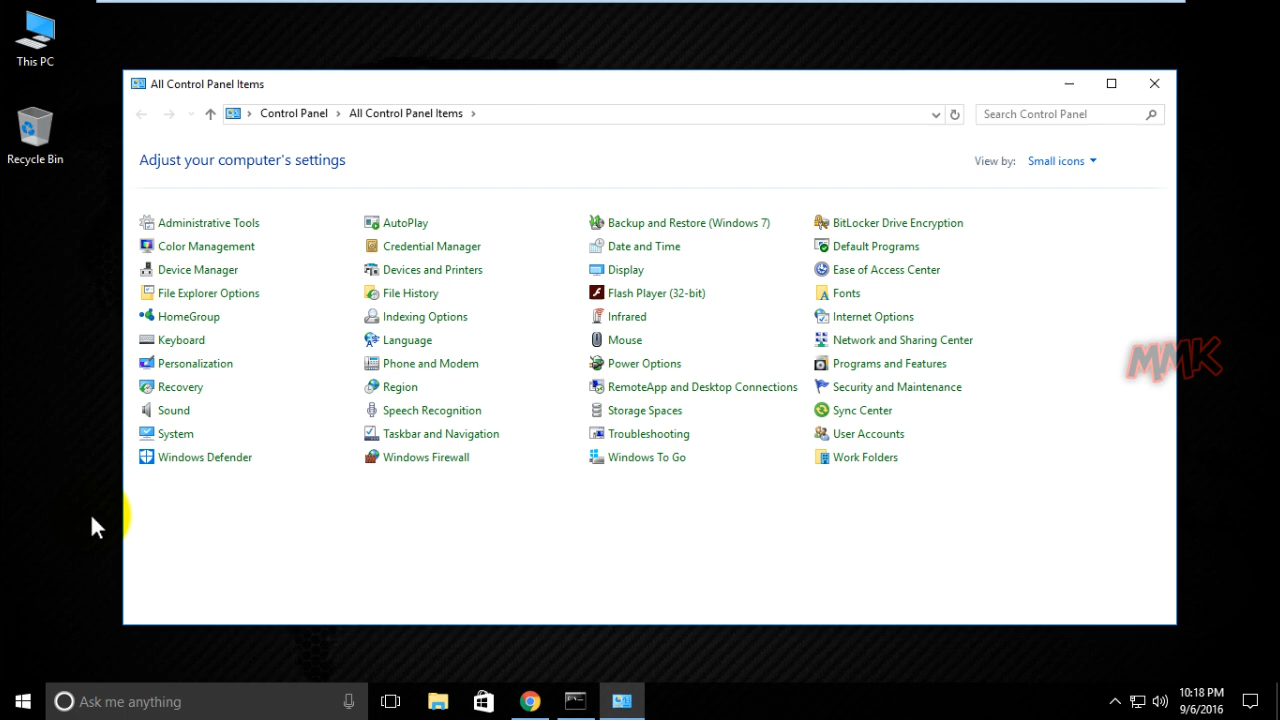 This PC
Recycle Bin
All Control Panel Items
Control Panel > All Control Panel Items >
Search Control Panel
Adjust your computer's settings
View by: Small icons
Administrative Tools
AutoPlay
Backup and Restore (Windows 7)
BitLocker Drive Encryption
Color Management
Credential Manager
Date and Time
Default Programs
Device Manager
Devices and Printers
Display
Ease of Access Center
File Explorer Options
File History
Flash Player (32-bit)
Fonts
HomeGroup
Indexing Options
Infrared
Internet Options
Keyboard
Language
Mouse
Network and Sharing Center
Personalization
Phone and Modem
Power Options
Programs and Features
Recovery
Region
RemoteApp and Desktop Connections
Security and Maintenance
Sound
Speech Recognition
Storage Spaces
Sync Center
System
Taskbar and Navigation
Troubleshooting
User Accounts
Windows Defender
Windows Firewall
Windows To Go
Work Folders
MMK
Ask me anything
10:18 PM
9/6/2016